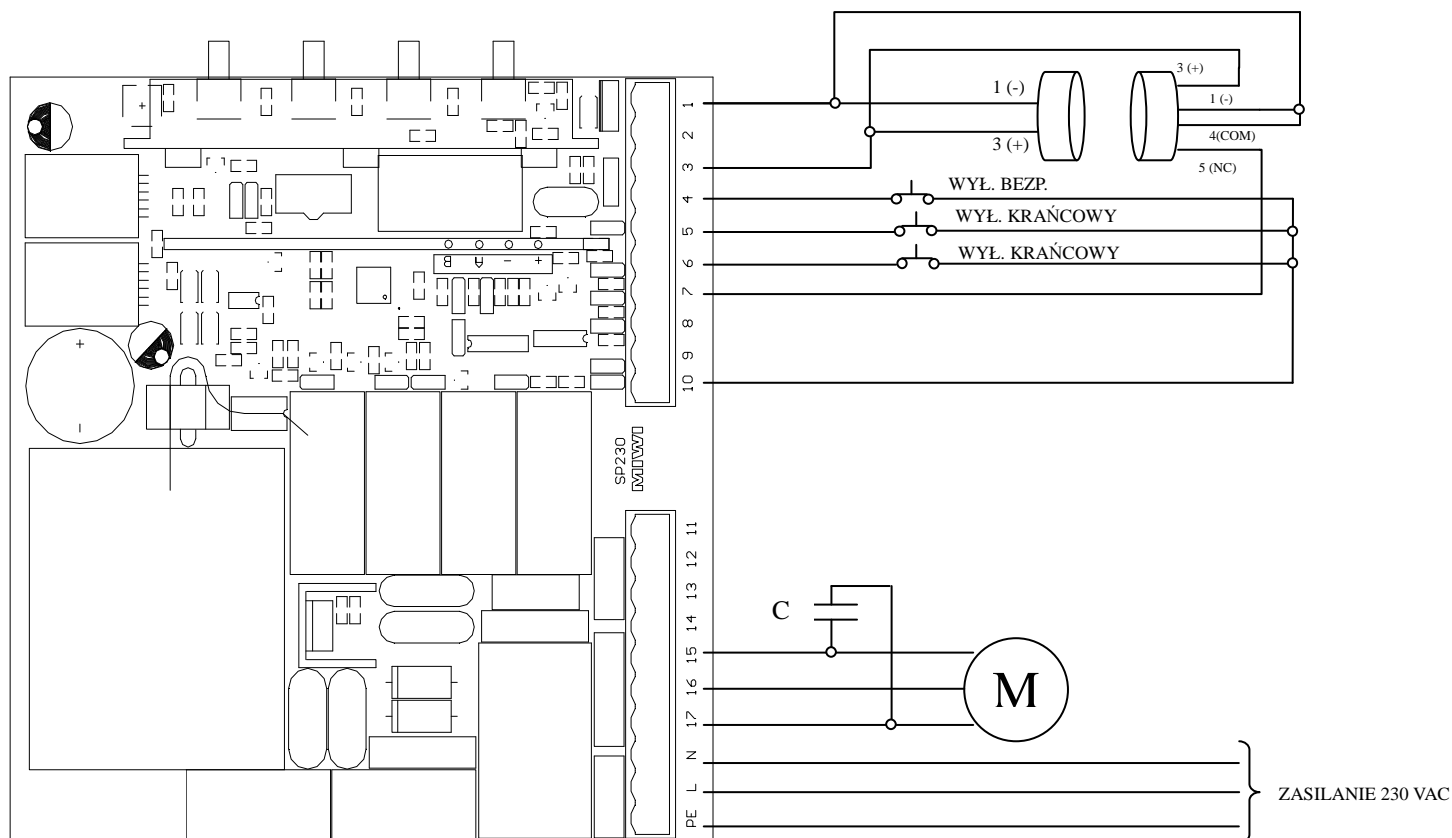 3 (+)
1 (-)
1 (-)
4(COM)
3 (+)
5 (NC)
WYŁ. BEZP.
WYŁ. KRAŃCOWY
WYŁ. KRAŃCOWY
1
2
3
4
5
6
7
8
9
10
+
B A - +
+
-
SP230
MIWI
11
12
13
14
15
16
17
N
L
PE
C
M
ZASILANIE 230 VAC